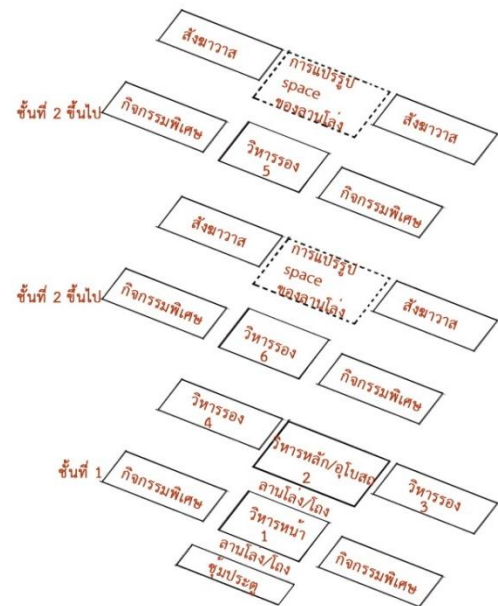 สังฆาวาส
การแปรรูป
space
ของลานโล่ง
สังฆาวาส
ชั้นที่ 2 ขึ้นไป
กิจกรรมพิเศษ
วิหารรอง
5
กิจกรรมพิเศษ
สังฆาวาส
การแปรรูป
space
ของลานโล่ง
สังฆาวาส
ชั้นที่ 2 ขึ้นไป
กิจกรรมพิเศษ
วิหารรอง
6
กิจกรรมพิเศษ
วิหารรอง
4
วิหารหลัก/อุโบสถ
2
วิหารรอง
3
ชั้นที่ 1
กิจกรรมพิเศษ
ลานโล่ง/โถง
วิหารหน้า
1
กิจกรรมพิเศษ
ลานโลง/โถง
ซุ้มประตู